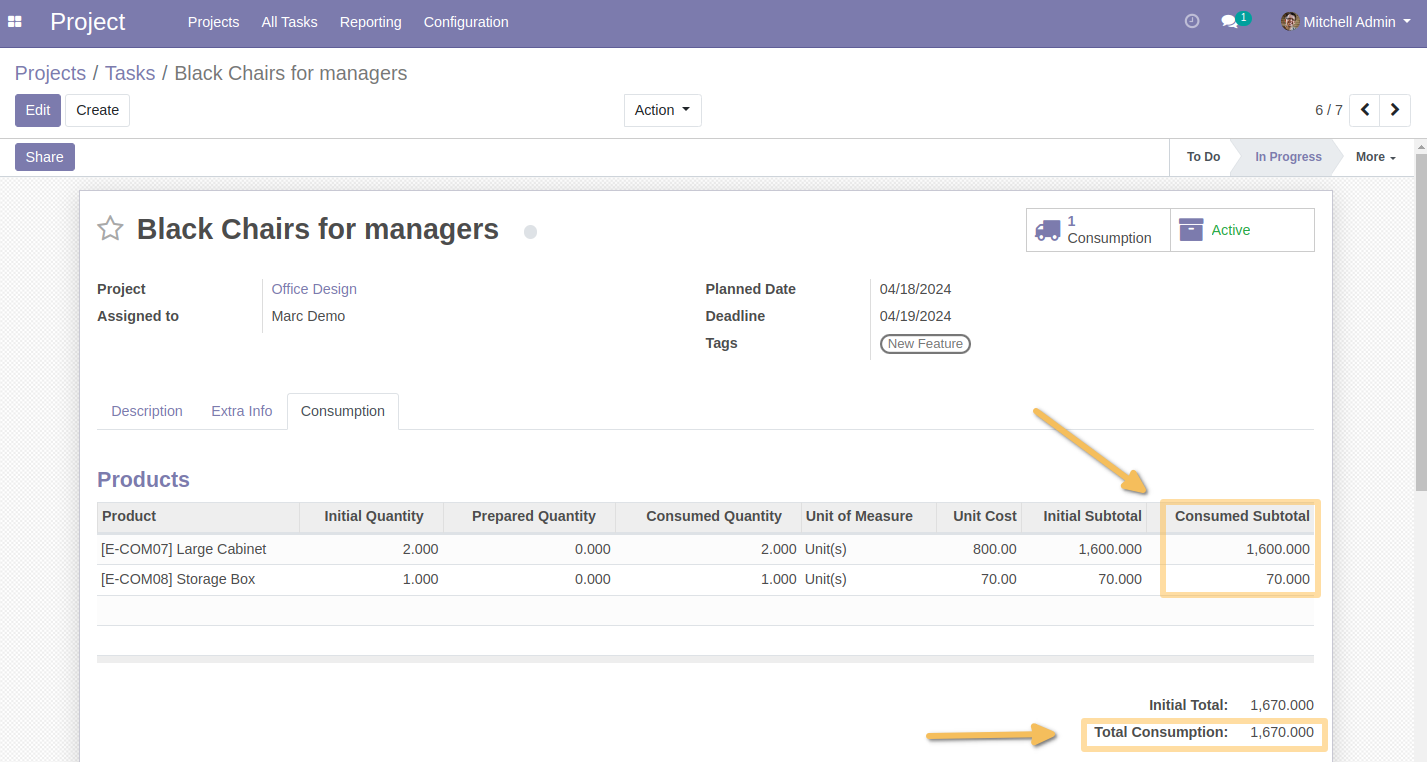 Project Projects All Tasks Reporting Configuration 1 Mitchell Admin
Projects / Tasks / Black Chairs for managers
Edit Create Action 6 / 7
Share To Do In Progress More
Black Chairs for managers 1 Consumption Active
Project Office Design Planned Date 04/18/2024
Assigned to Marc Demo Deadline 04/19/2024
Tags New Feature
Description Extra Info Consumption
Products
Product Initial Quantity Prepared Quantity Consumed Quantity Unit of Measure Unit Cost Initial Subtotal Consumed Subtotal
[E-COM07] Large Cabinet 2.000 0.000 2.000 Unit(s) 800.00 1,600.000 1,600.000
[E-COM08] Storage Box 1.000 0.000 1.000 Unit(s) 70.00 70.000 70.000
Initial Total: 1,670.000
Total Consumption: 1,670.000